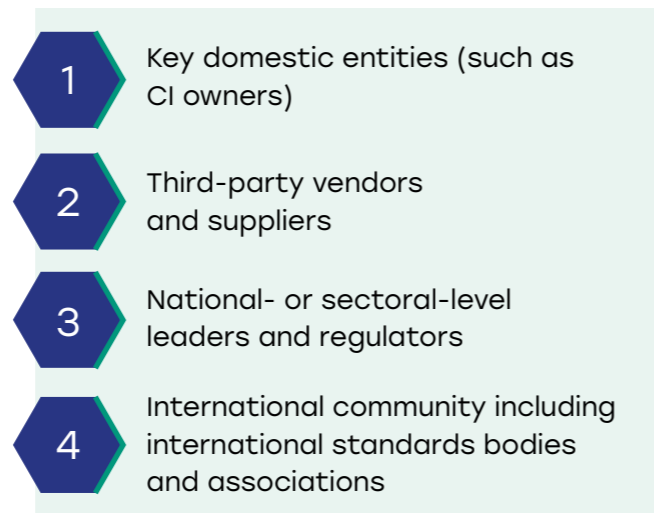 1
Key domestic entities (such as
CI owners)
2
Third-party vendors
and suppliers
3
National- or sectoral-level
leaders and regulators
4
International community including
international standards bodies
and associations